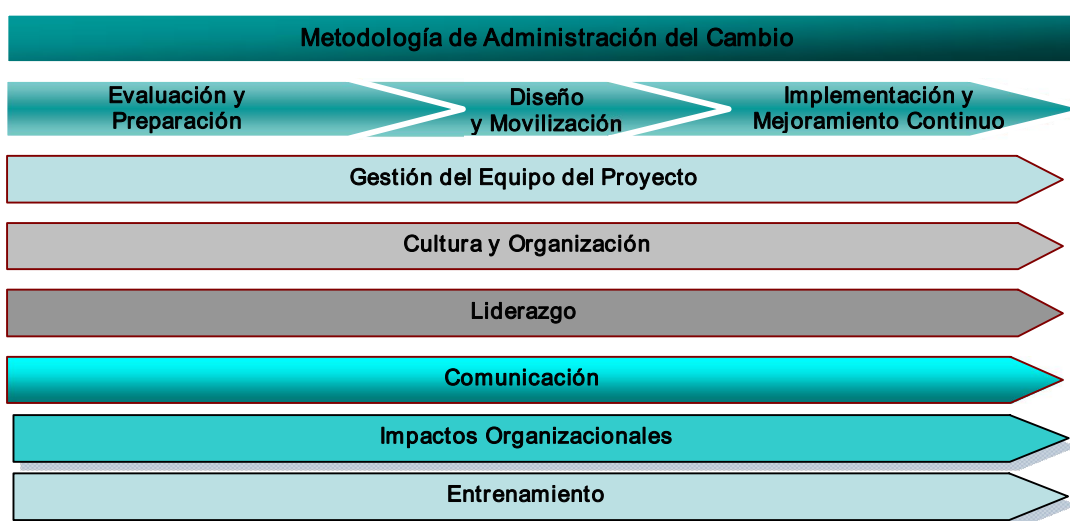 Metodología de Administración del Cambio
Evaluación y
Preparación
Diseño
y Movilización
Implementación y
Mejoramiento Continuo
Gestión del Equipo del Proyecto
Cultura y Organización
Liderazgo
Comunicación
Impactos Organizacionales
Entrenamiento